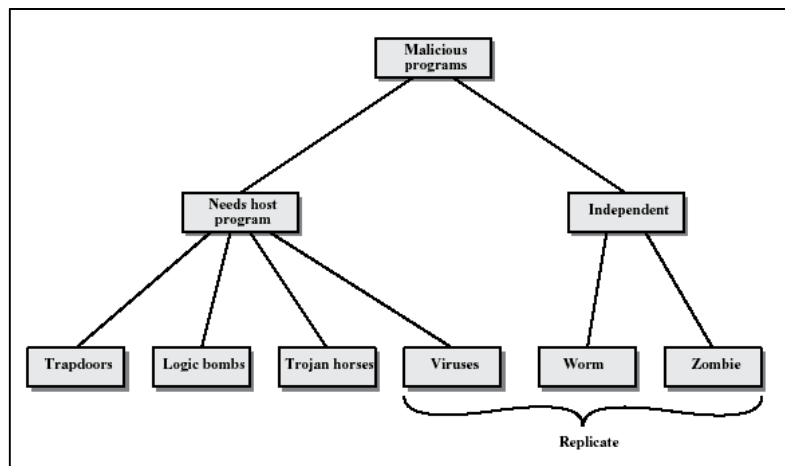 Malicious
programs
Needs host
program
Independent
Trapdoors
Logic bombs
Trojan horses
Viruses
Worm
Zombie
Replicate